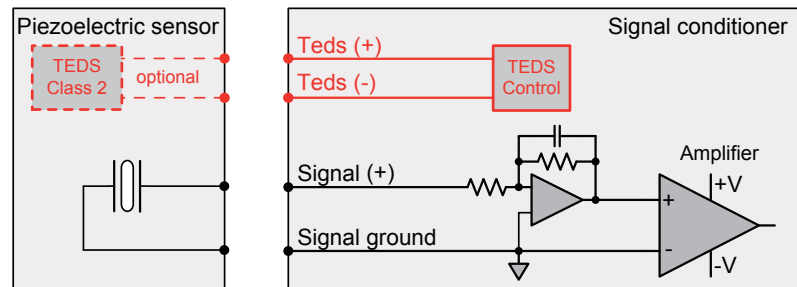 Piezoelectric sensor
Signal conditioner
TEDS
Class 2
optional
Teds (+)
Teds (-)
TEDS
Control
Signal (+)
Amplifier
+V
+
Signal ground
-
-V